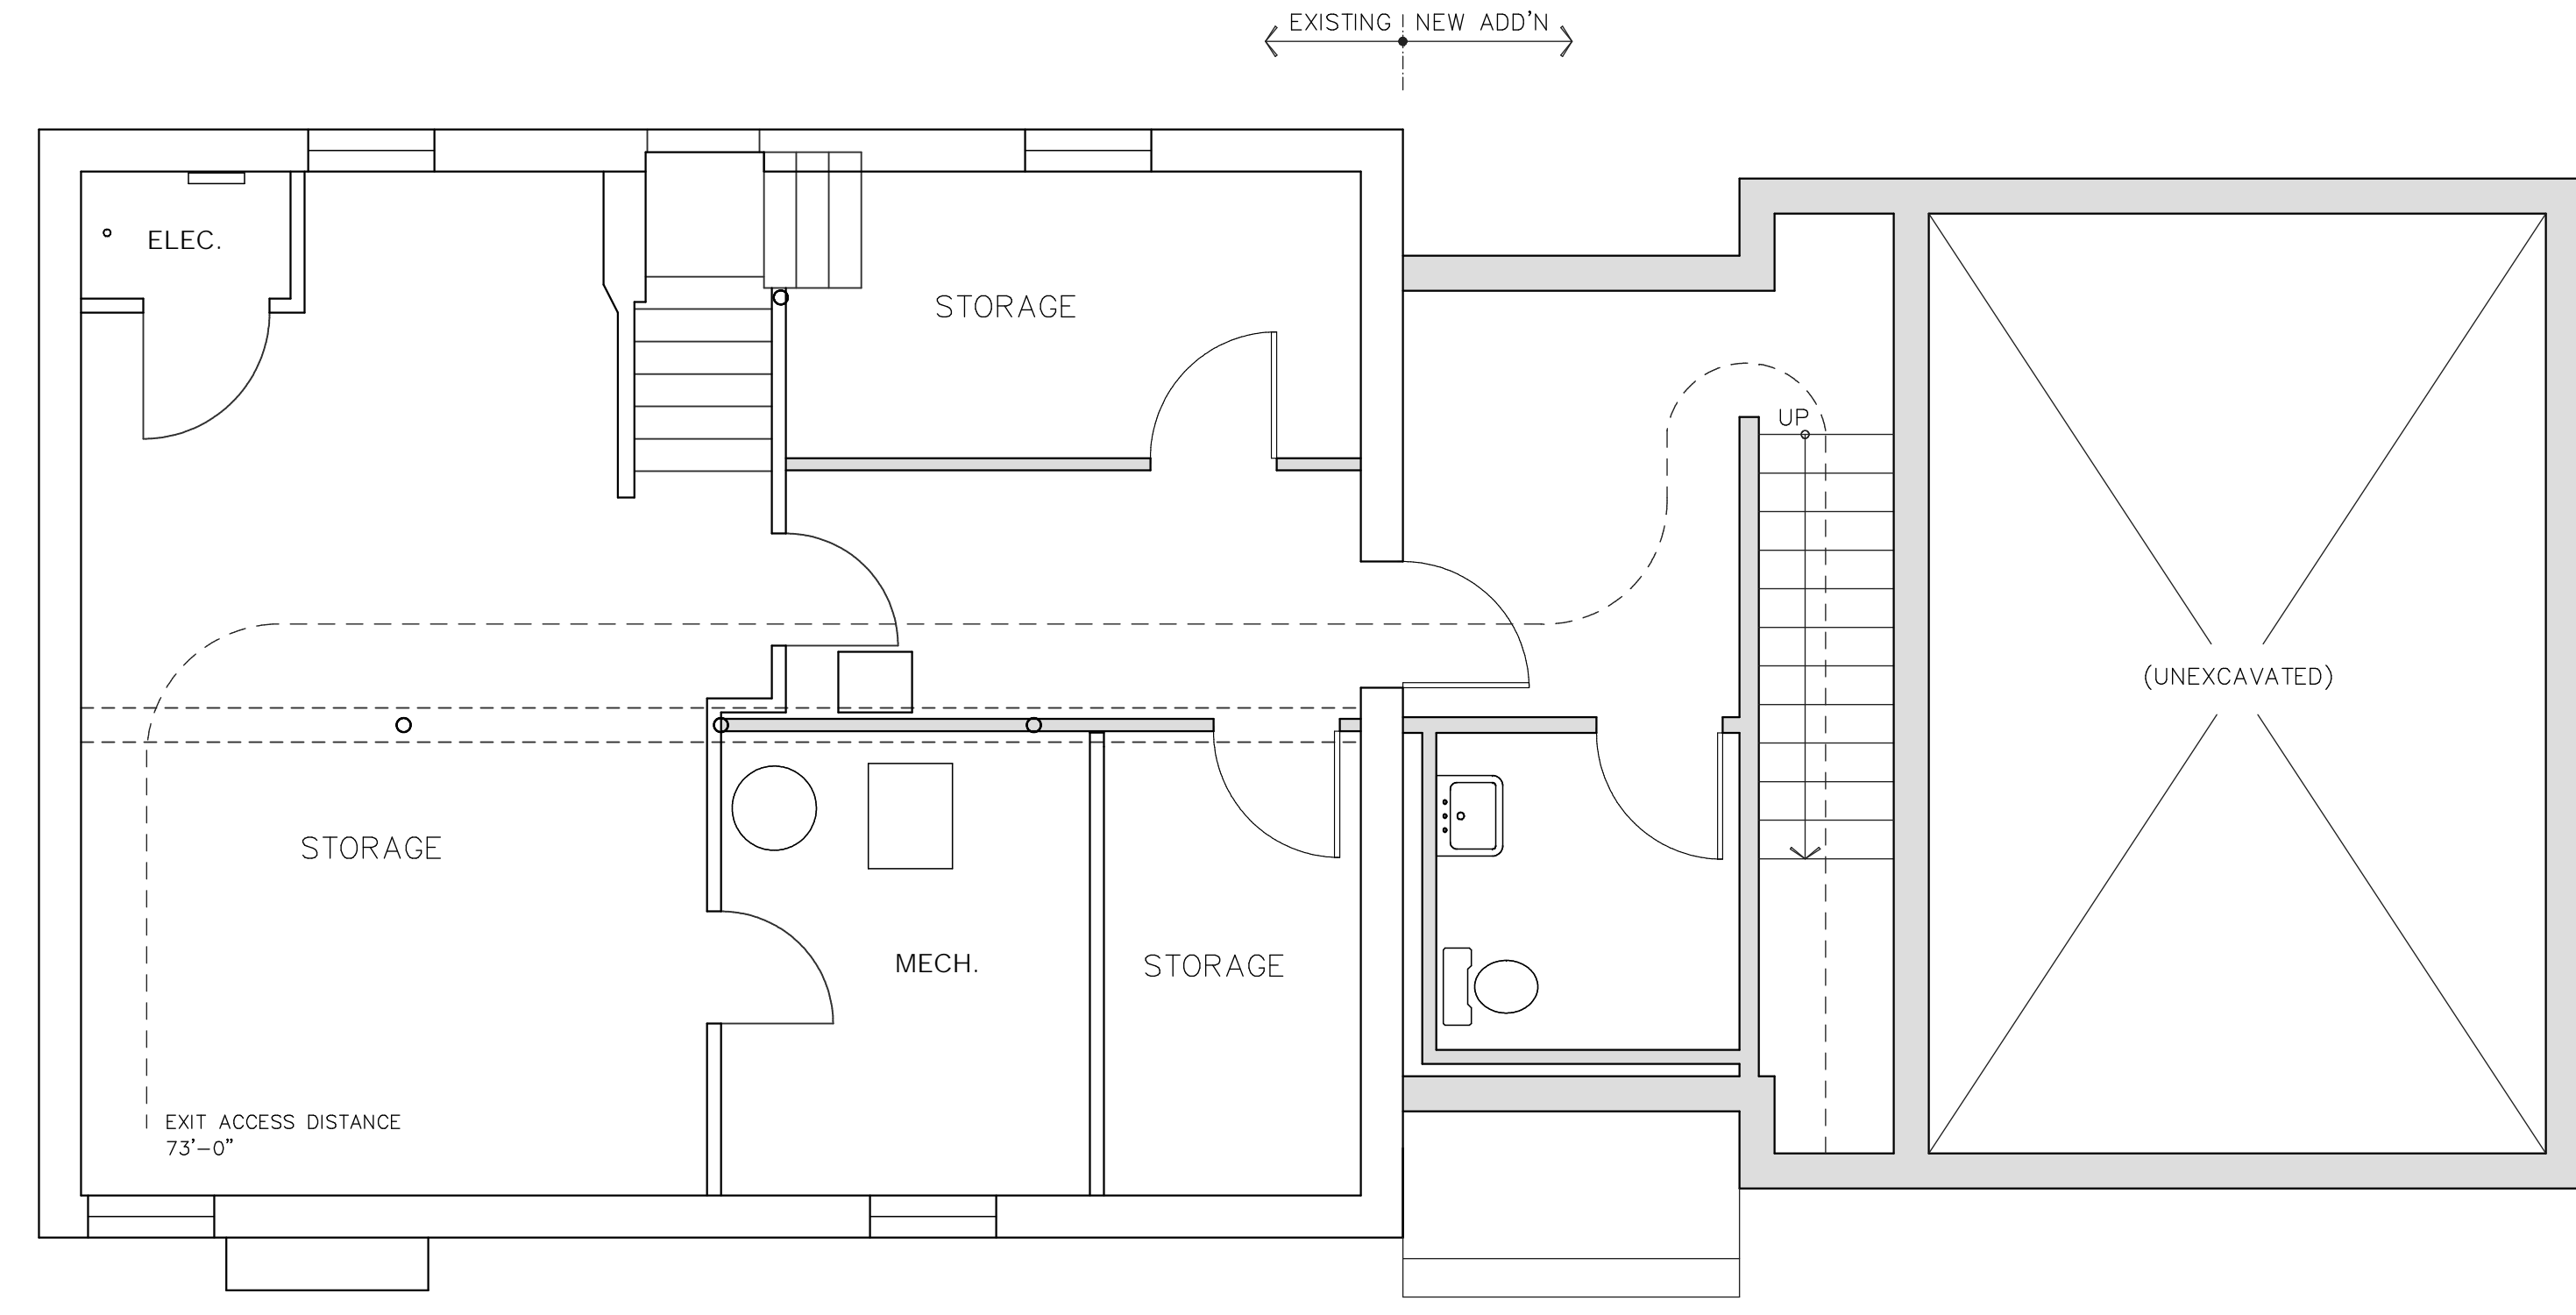 EXISTING NEW ADD'N
ELEC.
STORAGE
UP
(UNEXCAVATED)
STORAGE
MECH.
STORAGE
EXIT ACCESS DISTANCE
73'-0"